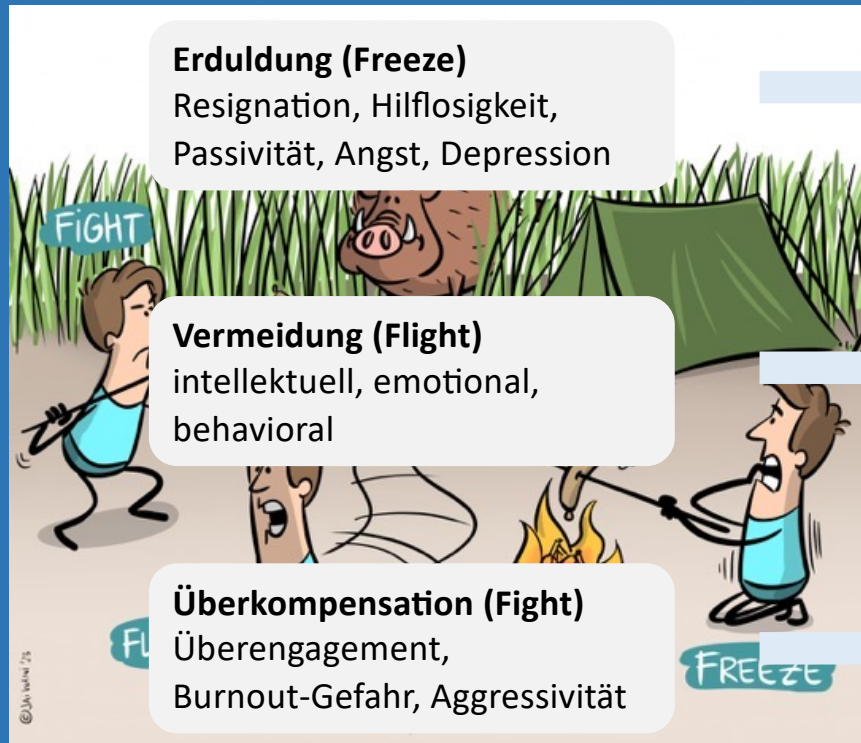 Erduldung (Freeze)
Resignation, Hilflosigkeit,
Passivität, Angst, Depression
FiGHT
Vermeidung (Flight)
intellektuell, emotional,
behavioral
Überkompensation (Fight)
Überengagement,
Burnout-Gefahr, Aggressivität
FREEZE